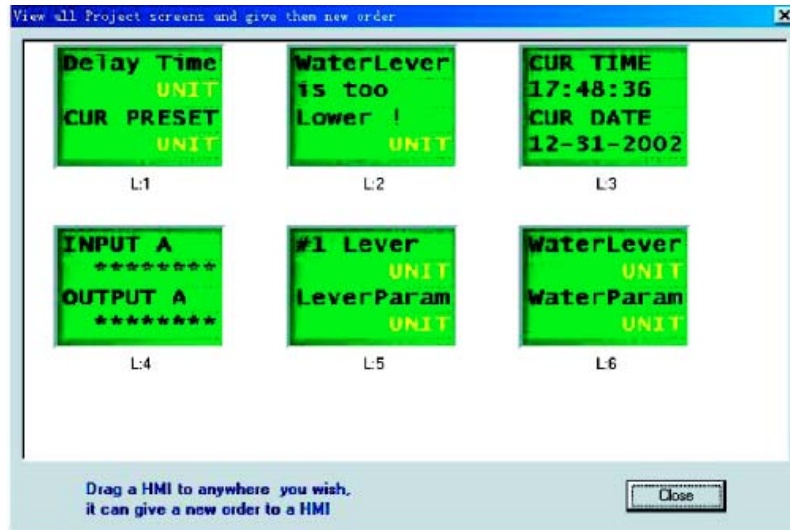 View all Project screens and give them new order
Delay Time
UNIT
CUR PRESET
UNIT
L:1
WaterLever
is too
Lower !
UNIT
L:2
CUR TIME
17:48:36
CUR DATE
12-31-2002
L:3
INPUT A
********
OUTPUT A
********
L:4
#1 Lever
UNIT
LeverParam
UNIT
L:5
WaterLever
UNIT
WaterParam
UNIT
L:6
Drag a HMI to anywhere you wish,
it can give a new order to a HMI
Close